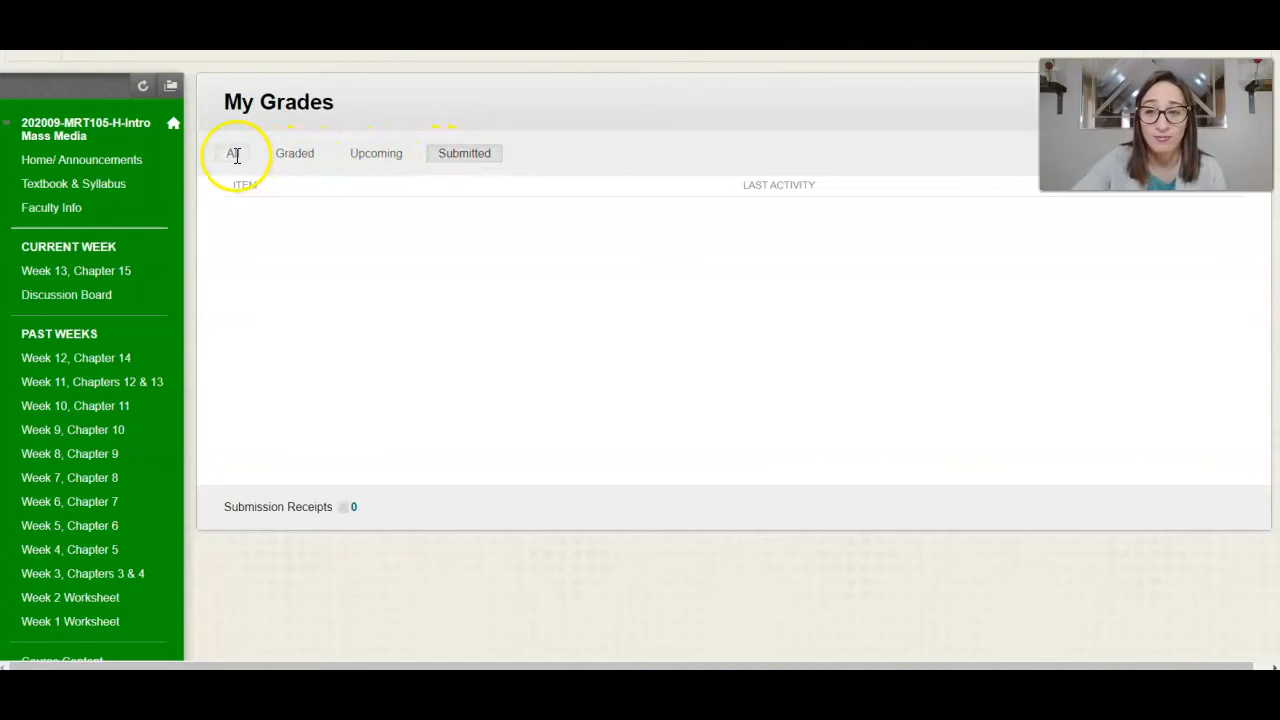 My Grades
All
Graded
Upcoming
Submitted
ITEM
LAST ACTIVITY
Submission Receipts 0
202009-MRT105-H-Intro
Mass Media
Home/ Announcements
Textbook & Syllabus
Faculty Info
CURRENT WEEK
Week 13, Chapter 15
Discussion Board
PAST WEEKS
Week 12, Chapter 14
Week 11, Chapters 12 & 13
Week 10, Chapter 11
Week 9, Chapter 10
Week 8, Chapter 9
Week 7, Chapter 8
Week 6, Chapter 7
Week 5, Chapter 6
Week 4, Chapter 5
Week 3, Chapters 3 & 4
Week 2 Worksheet
Week 1 Worksheet
Course Content